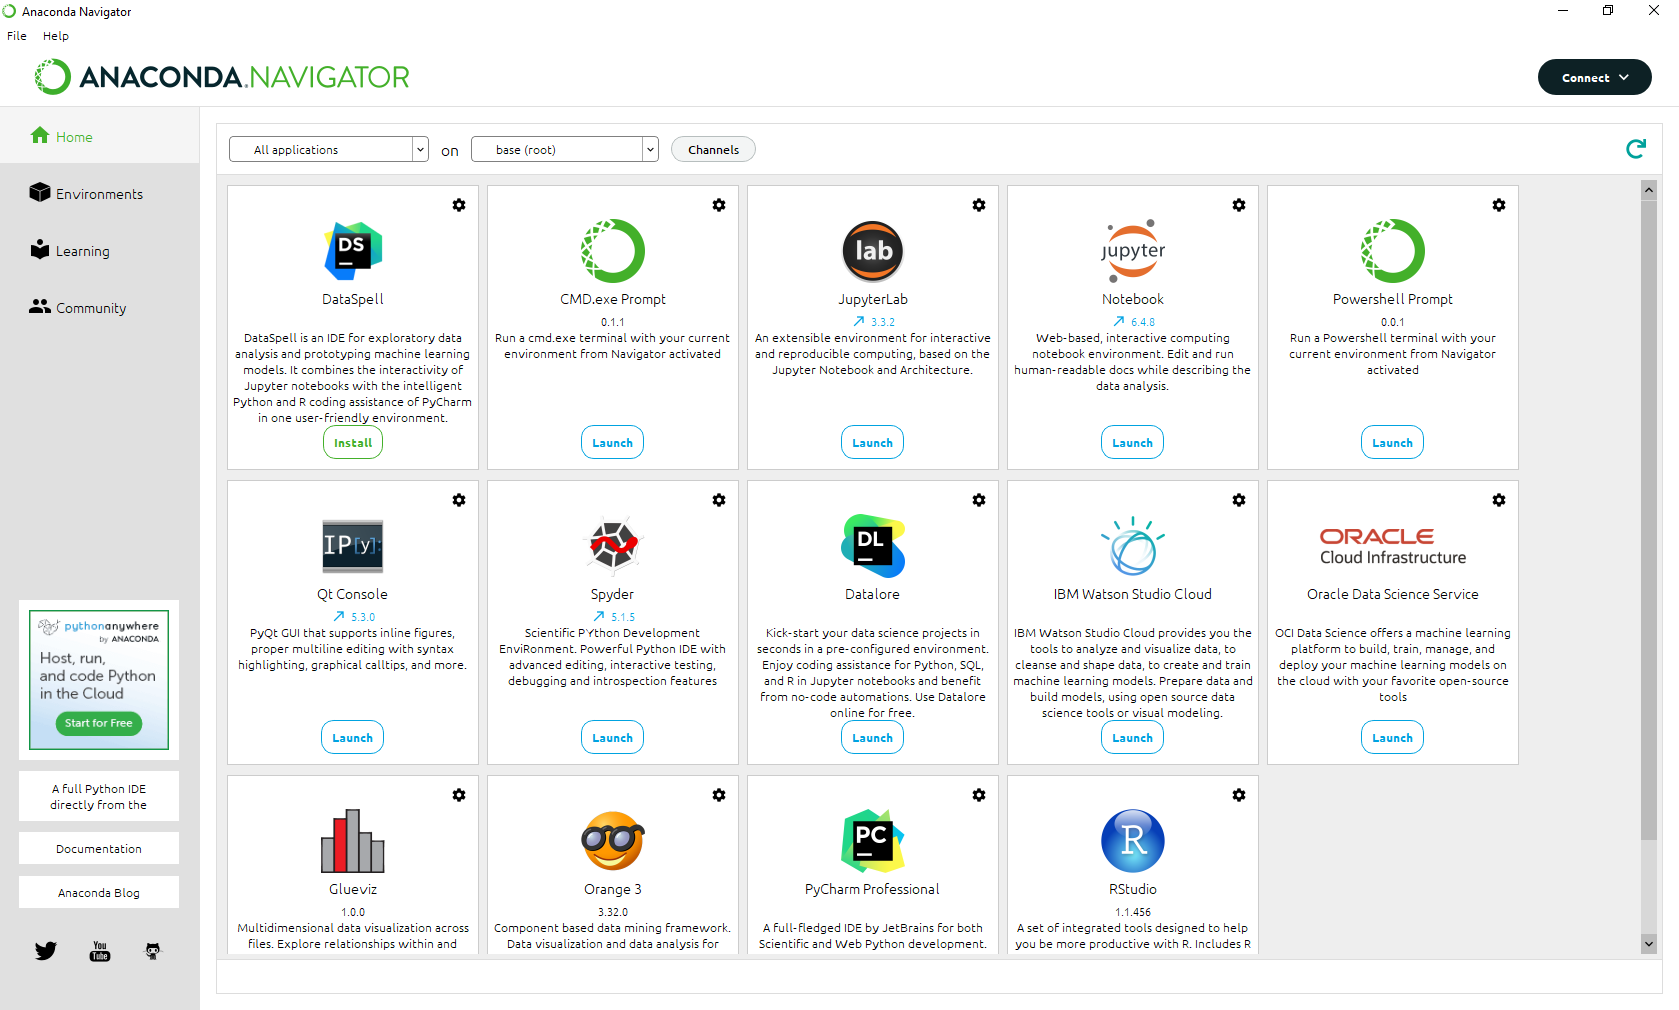 Anaconda Navigator
File Help
ANACONDA.NAVIGATOR
Connect
Home
Environments
Learning
Community
pythonanywhere
by ANACONDA
Host, run,
and code Python
in the Cloud
Start for Free
A full Python IDE
directly from the
Documentation
Anaconda Blog
You
Tube
All applications on base (root) Channels
DS
DataSpell
DataSpell is an IDE for exploratory data
analysis and prototyping machine learning
models. It combines the interactivity of
Jupyter notebooks with the intelligent
Python and R coding assistance of PyCharm
in one user-friendly environment.
Install
CMD.exe Prompt
0.1.1
Run a cmd.exe terminal with your current
environment from Navigator activated
Launch
lab
JupyterLab
3.3.2
An extensible environment for interactive
and reproducible computing, based on the
Jupyter Notebook and Architecture.
Launch
jupyter
Notebook
6.4.8
Web-based, interactive computing
notebook environment. Edit and run
human-readable docs while describing the
data analysis.
Launch
Powershell Prompt
0.0.1
Run a Powershell terminal with your
current environment from Navigator
activated
Launch
IP[y]:
Qt Console
5.3.0
PyQt GUI that supports inline figures,
proper multiline editing with syntax
highlighting, graphical calltips, and more.
Launch
Spyder
5.1.5
Scientific PYthon Development
EnviRonment. Powerful Python IDE with
advanced editing, interactive testing,
debugging and introspection features
Launch
DL
Datalore
Kick-start your data science projects in
seconds in a pre-configured environment.
Enjoy coding assistance for Python, SQL,
and R in Jupyter notebooks and benefit
from no-code automations. Use Datalore
online for free.
Launch
IBM Watson Studio Cloud
IBM Watson Studio Cloud provides you the
tools to analyze and visualize data, to
cleanse and shape data, to create and train
machine learning models. Prepare data and
build models, using open source data
science tools or visual modeling.
Launch
ORACLE
Cloud Infrastructure
Oracle Data Science Service
OCI Data Science offers a machine learning
platform to build, train, manage, and
deploy your machine learning models on
the cloud with your favorite open-source
tools
Launch
Glueviz
1.0.0
Multidimensional data visualization across
files. Explore relationships within and
Orange 3
3.32.0
Component based data mining framework.
Data visualization and data analysis for
PC
PyCharm Professional
A full-fledged IDE by JetBrains for both
Scientific and Web Python development.
R
RStudio
1.1.456
A set of integrated tools designed to help
you be more productive with R. Includes R